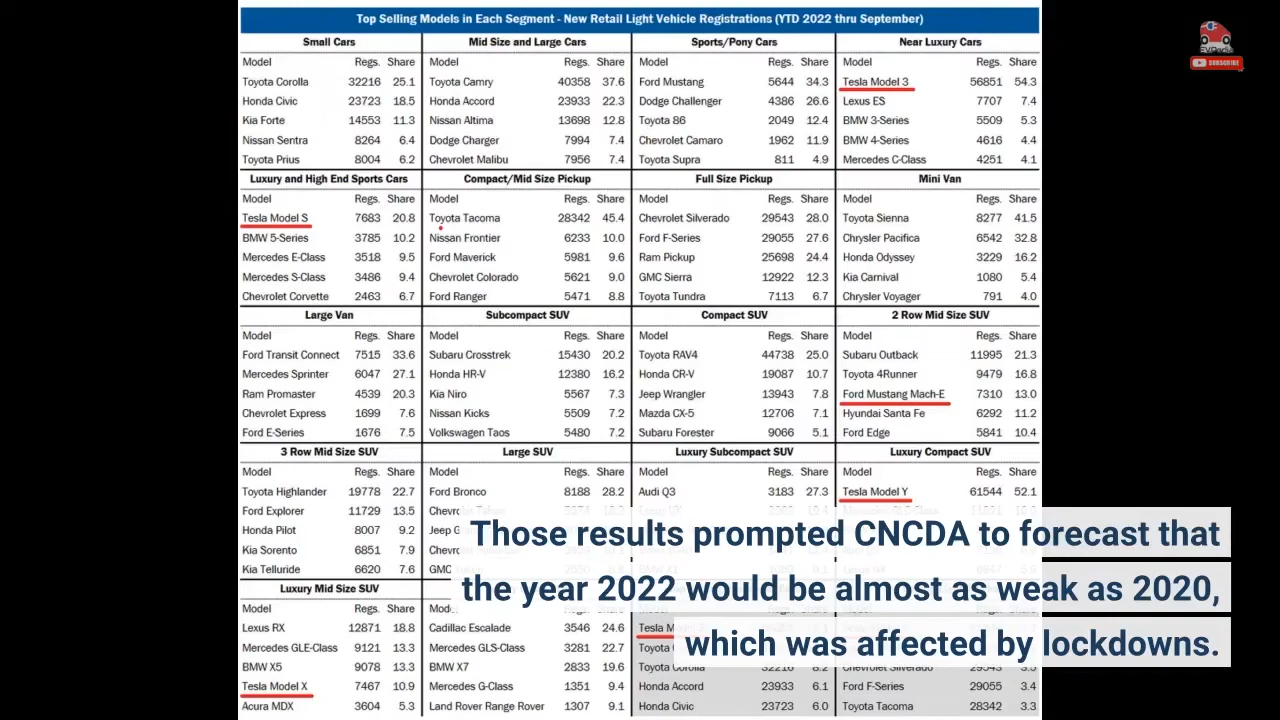 Top Selling Models in Each Segment - New Retail Light Vehicle Registrations (YTD 2022 thru September)
Small Cars
Model Regs. Share
Toyota Corolla 32216 25.1
Honda Civic 23723 18.5
Kia Forte 14553 11.3
Nissan Sentra 8264 6.4
Toyota Prius 8004 6.2
Mid Size and Large Cars
Model Regs. Share
Toyota Camry 40358 37.6
Honda Accord 23933 22.3
Nissan Altima 13698 12.8
Dodge Charger 7994 7.4
Chevrolet Malibu 7956 7.4
Sports/Pony Cars
Model Regs. Share
Ford Mustang 5644 34.3
Dodge Challenger 4386 26.6
Toyota 86 2049 12.4
Chevrolet Camaro 1962 11.9
Toyota Supra 811 4.9
Near Luxury Cars
Model Regs. Share
Tesla Model 3 56851 54.3
Lexus ES 7707 7.4
BMW 3-Series 5509 5.3
BMW 4-Series 4616 4.4
Mercedes C-Class 4251 4.1
Luxury and High End Sports Cars
Model Regs. Share
Tesla Model S 7683 20.8
BMW 5-Series 3785 10.2
Mercedes E-Class 3518 9.5
Mercedes S-Class 3486 9.4
Chevrolet Corvette 2463 6.7
Compact/Mid Size Pickup
Model Regs. Share
Toyota Tacoma 28342 45.4
Nissan Frontier 6233 10.0
Ford Maverick 5981 9.6
Chevrolet Colorado 5621 9.0
Ford Ranger 5471 8.8
Full Size Pickup
Model Regs. Share
Chevrolet Silverado 29543 28.0
Ford F-Series 29055 27.6
Ram Pickup 25698 24.4
GMC Sierra 12922 12.3
Toyota Tundra 7113 6.7
Mini Van
Model Regs. Share
Toyota Sienna 8277 41.5
Chrysler Pacifica 6542 32.8
Honda Odyssey 3229 16.2
Kia Carnival 1080 5.4
Chrysler Voyager 791 4.0
Large Van
Model Regs. Share
Ford Transit Connect 7515 33.6
Mercedes Sprinter 6047 27.1
Ram Promaster 4539 20.3
Chevrolet Express 1699 7.6
Ford E-Series 1676 7.5
Subcompact SUV
Model Regs. Share
Subaru Crosstrek 15430 20.2
Honda HR-V 12380 16.2
Kia Niro 5567 7.3
Nissan Kicks 5509 7.2
Volkswagen Taos 5480 7.2
Compact SUV
Model Regs. Share
Toyota RAV4 44738 25.0
Honda CR-V 19087 10.7
Jeep Wrangler 13943 7.8
Mazda CX-5 12706 7.1
Subaru Forester 9066 5.1
2 Row Mid Size SUV
Model Regs. Share
Subaru Outback 11995 21.3
Toyota 4Runner 9479 16.8
Ford Mustang Mach-E 7310 13.0
Hyundai Santa Fe 6292 11.2
Ford Edge 5841 10.4
3 Row Mid Size SUV
Model Regs. Share
Toyota Highlander 19778 22.7
Ford Explorer 11729 13.5
Honda Pilot 8007 9.2
Kia Sorento 6851 7.9
Kia Telluride 6620 7.6
Large SUV
Model Regs. Share
Ford Bronco 8188 28.2
Jeep
GMC
Luxury Subcompact SUV
Model Regs. Share
Audi Q3 3183 27.3
Luxury Compact SUV
Model Regs. Share
Tesla Model Y 61544 52.1
Luxury Mid Size SUV
Model Regs. Share
Lexus RX 12871 18.8
Mercedes GLE-Class 9121 13.3
BMW X5 9078 13.3
Tesla Model X 7467 10.9
Acura MDX 3604 5.3
Model
Cadillac Escalade 3546 24.6
Mercedes GLS-Class 3281 22.7
BMW X7 2833 19.6
Mercedes G-Class 1351 9.4
Land Rover Range Rover 1307 9.1
Tesla
Toyota
Toyota Corolla 32216 8.2
Honda Accord 23933 6.1
Honda Civic 23723 6.0
Chevrolet Silverado 29543 3.5
Ford F-Series 29055 3.4
Toyota Tacoma 28342 3.3
Those results prompted CNCDA to forecast that
the year 2022 would be almost as weak as 2020,
which was affected by lockdowns.
SUBSCRIBE